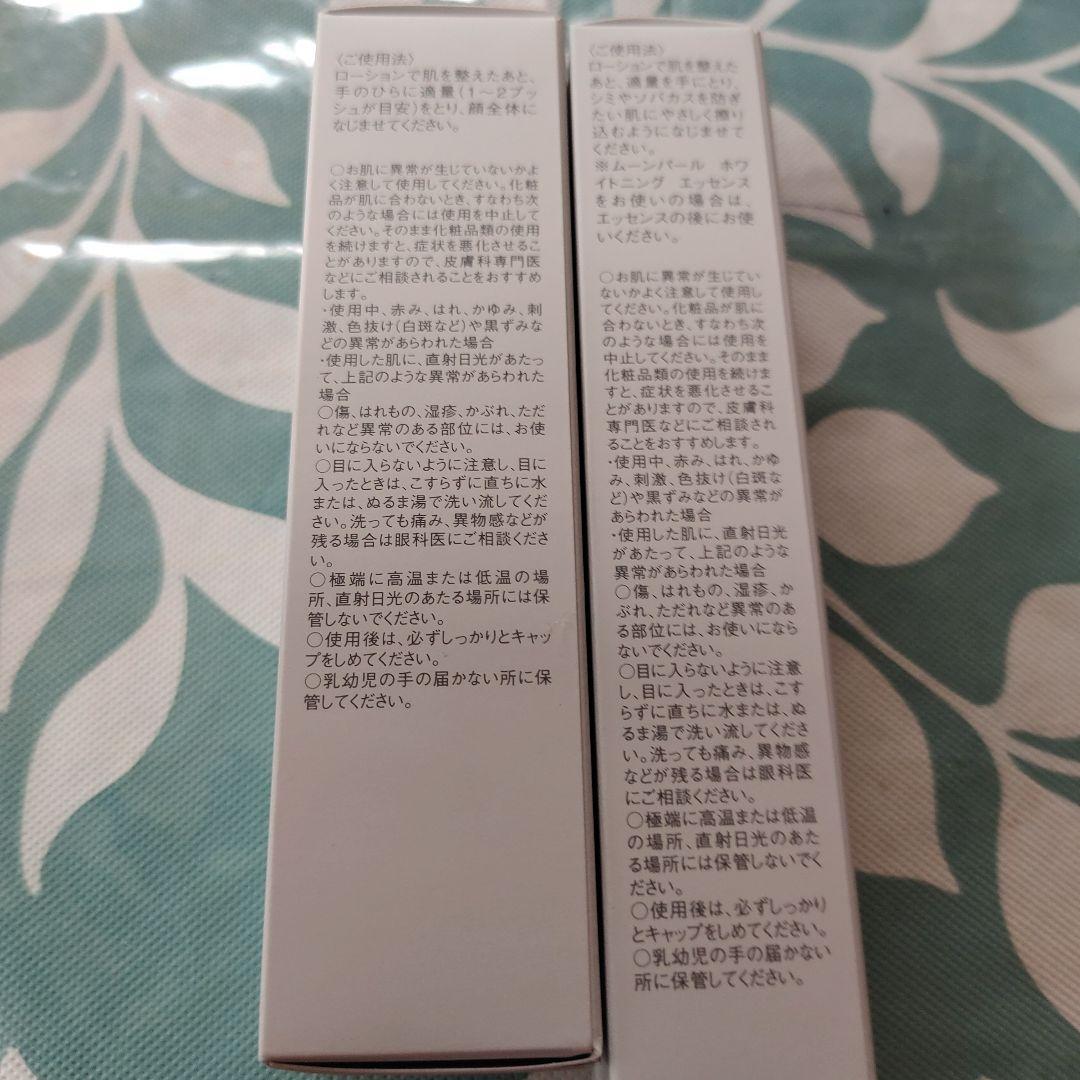 〈ご使用法〉
ローションで肌を整えたあと、
手のひらに適量(1〜2プッ
シュが目安)をとり、顔全体に
なじませてください。
○お肌に異常が生じていないかよ
く注意して使用してください。化粧
品が肌に合わないとき、すなわち次
のような場合には使用を中止して
ください。そのまま化粧品類の使用
を続けますと、症状を悪化させるこ
とがありますので、皮膚科専門医
などにご相談されることをおすすめ
します。
・使用中、赤み、はれ、かゆみ、刺
激、色抜け(白斑など)や黒ずみな
どの異常があらわれた場合
・使用した肌に、直射日光があたっ
て、上記のような異常があらわれた
場合
○傷、はれもの、湿疹、かぶれ、ただ
れなど異常のある部位には、お使
いにならないでください。
○目に入らないように注意し、目に
入ったときは、こすらずに直ちに水
または、ぬるま湯で洗い流してくだ
さい。洗っても痛み、異物感などが
残る場合は眼科医にご相談くださ
い。
○極端に高温または低温の場
所、直射日光のあたる場所には保
管しないでください。
○使用後は、必ずしっかりとキャッ
プをしめてください。
○乳幼児の手の届かない所に保
管してください。
〈ご使用法〉
ローションで肌を整えた
あと、適量を手にとり、
シミやソバカスを防ぎ
たい肌にやさしく擦り
込むようになじませて
ください。
※ムーンパール ホワ
イトニング エッセンス
をお使いの場合は、
エッセンスの後にお使
いください。
○お肌に異常が生じてい
ないかよく注意して使用し
てください。化粧品が肌に
合わないとき、すなわち次
のような場合には使用を
中止してください。そのまま
化粧品類の使用を続けま
すと、症状を悪化させるこ
とがありますので、皮膚科
専門医などにご相談され
ることをおすすめします。
・使用中、赤み、はれ、かゆ
み、刺激、色抜け(白斑な
ど)や黒ずみなどの異常が
あらわれた場合
・使用した肌に、直射日光
があたって、上記のような
異常があらわれた場合
○傷、はれもの、湿疹、か
ぶれ、ただれなど異常のあ
る部位には、お使いになら
ないでください。
○目に入らないように注意
し、目に入ったときは、こす
らずに直ちに水または、ぬ
るま湯で洗い流してくださ
い。洗っても痛み、異物感
などが残る場合は眼科医
にご相談ください。
○極端に高温または低温
の場所、直射日光のあた
る場所には保管しないでく
ださい。
○使用後は、必ずしっかり
とキャップをしめてください。
○乳幼児の手の届かない
所に保管してください。